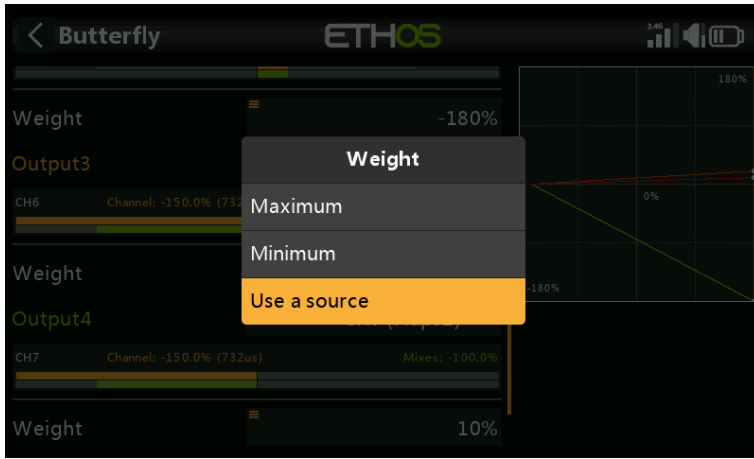 Butterfly
ETHOS
2.4G
180%
Weight
-180%
Output3
Weight
CH6
Channel: -150.0% (732
Maximum
0%
Minimum
Weight
Use a source
-180%
Output4
CH7
Channel: -150.0% (732us)
Mixes: -100.0%
Weight
10%